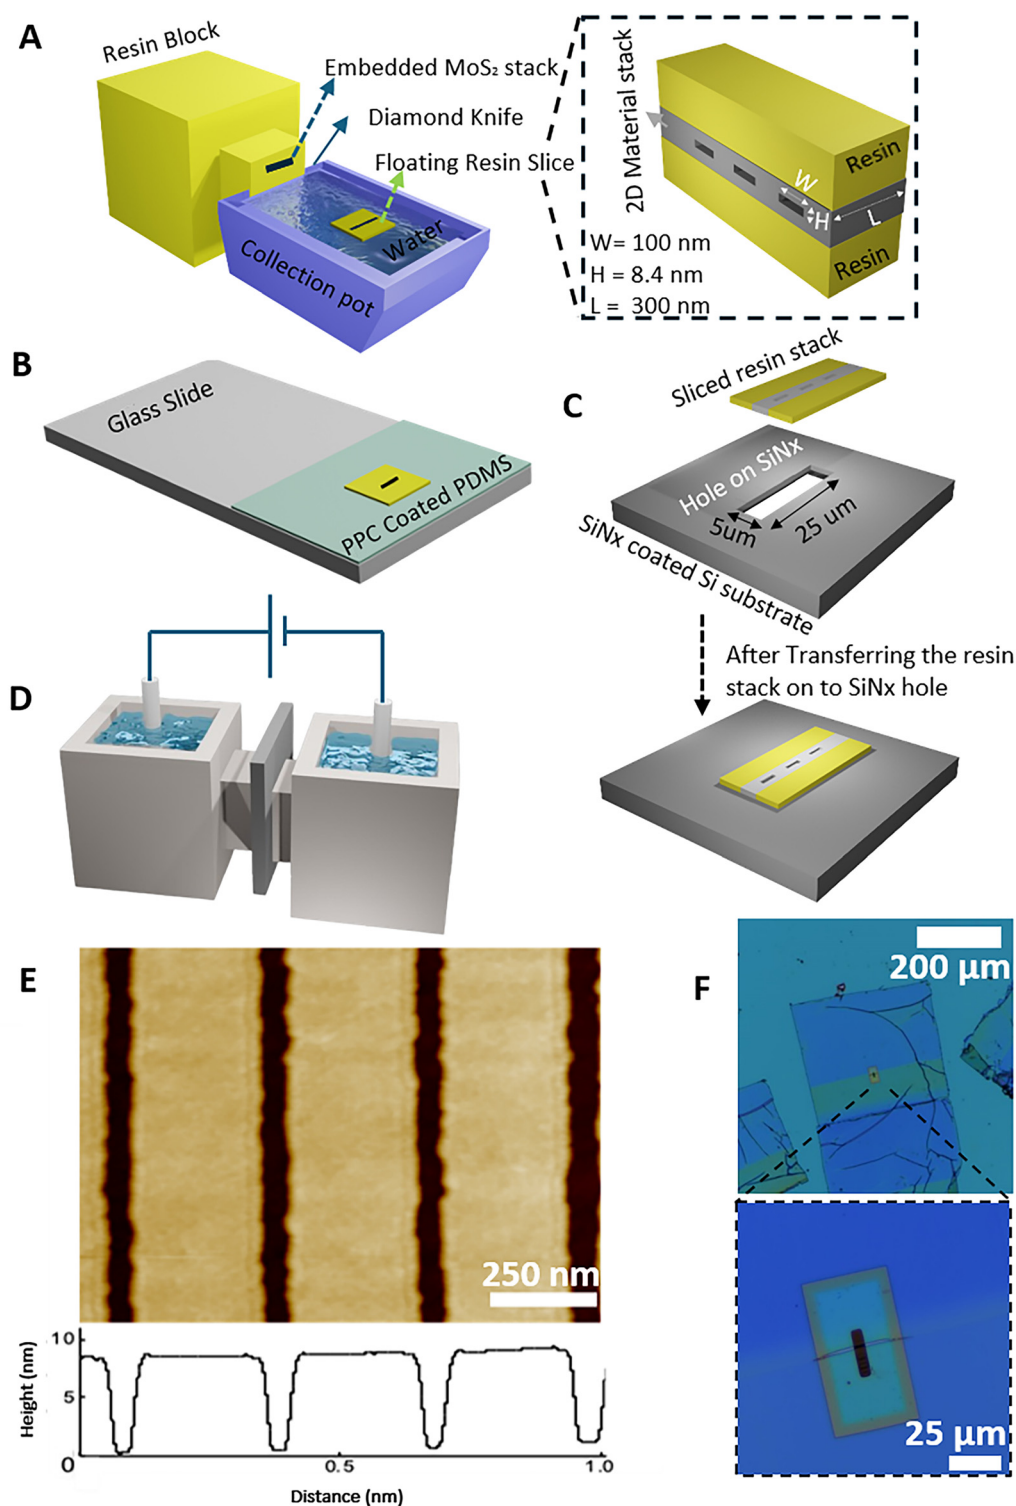 A
Resin Block
Embedded MoS₂ stack
Diamond Knife
Floating Resin Slice
Water
Collection pot
2D Material stack
Resin
W
H
L
Resin
W= 100 nm
H = 8.4 nm
L = 300 nm
B
Glass Slide
PPC Coated PDMS
C
Sliced resin stack
Hole on SiNx
5um
25 um
SiNx coated Si substrate
After Transferring the resin
stack on to SiNx hole
D
E
250 nm
10
5
0
0.5
1.0
Height (nm)
Distance (nm)
F
200 µm
25 µm